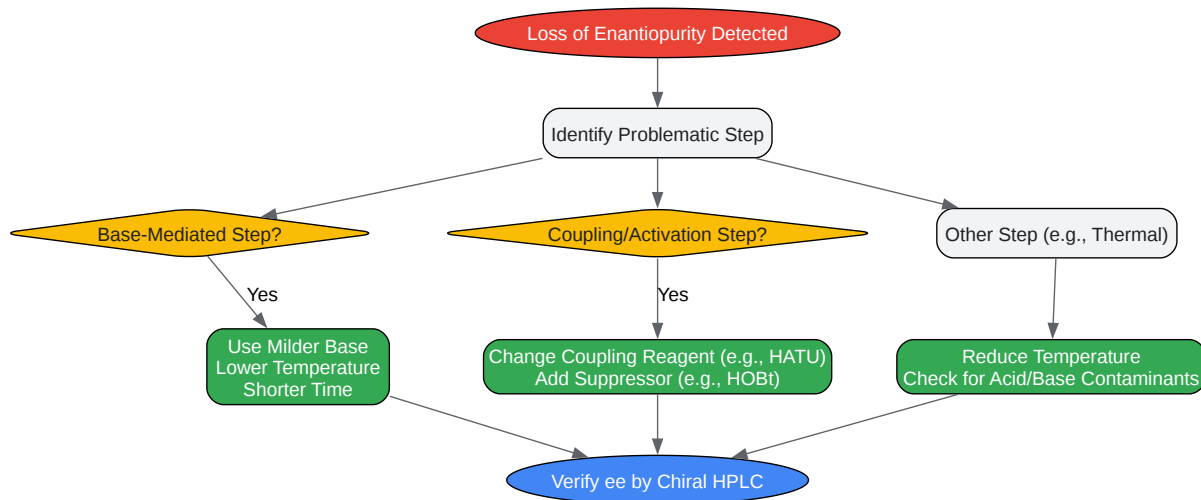 Loss of Enantiopurity Detected
Identify Problematic Step
Base-Mediated Step?
Coupling/Activation Step?
Other Step (e.g., Thermal)
Yes
Yes
Use Milder Base
Lower Temperature
Shorter Time
Change Coupling Reagent (e.g., HATU)
Add Suppressor (e.g., HOBt)
Reduce Temperature
Check for Acid/Base Contaminants
Verify ee by Chiral HPLC